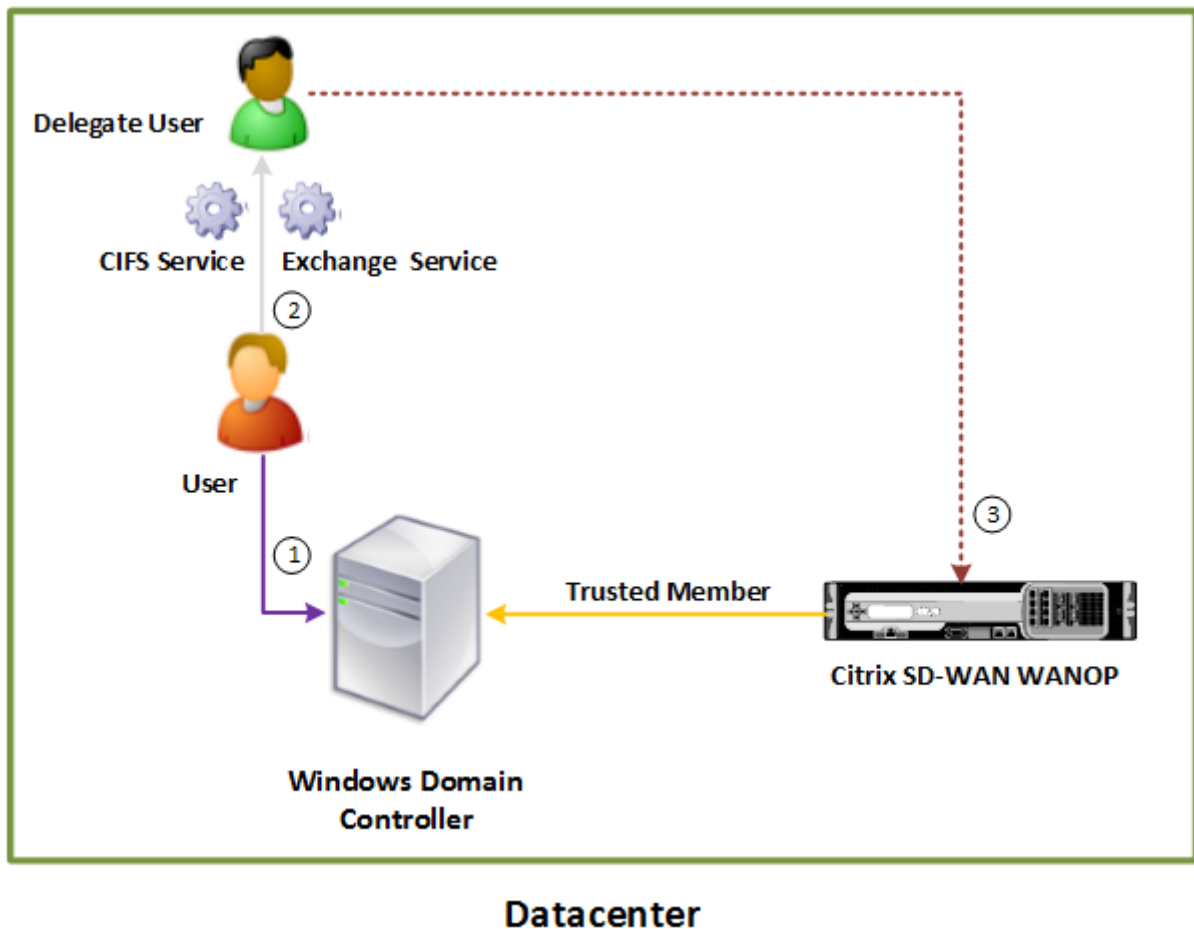 Delegate User
CIFS Service
Exchange Service
2
User
1
3
Trusted Member
Citrix SD-WAN WANOP
Windows Domain
Controller
Datacenter